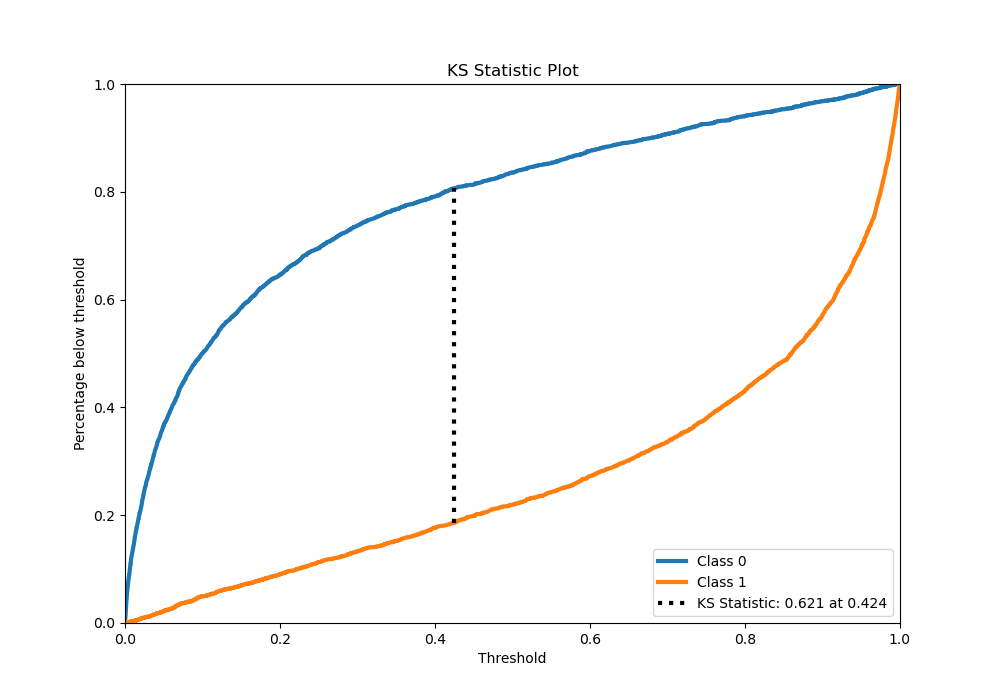 KS Statistic Plot
1.0
0.8
0.6
0.4
0.2
0.0
Percentage below threshold
Class 0
Class 1
KS Statistic: 0.621 at 0.424
0.0 0.2 0.4 0.6 0.8 1.0
Threshold